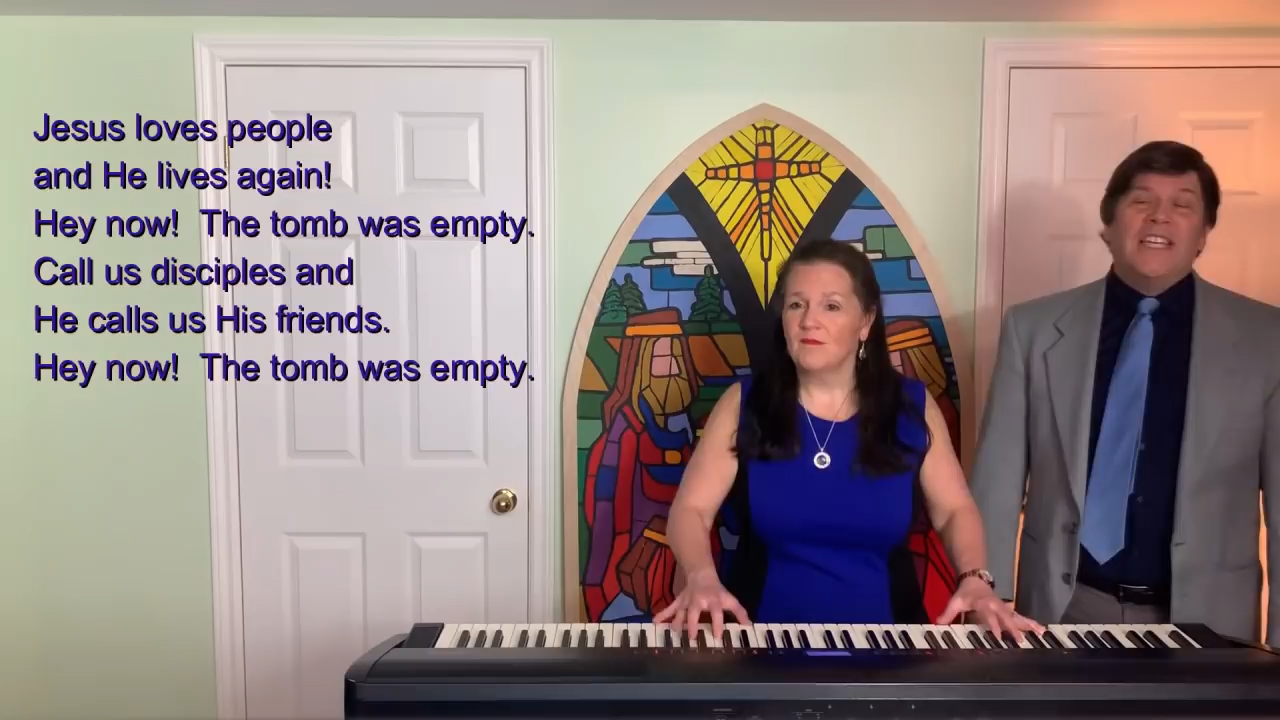 Jesus loves people
and He lives again!
Hey now!  The tomb was empty.
Call us disciples and
He calls us His friends.
Hey now!  The tomb was empty.